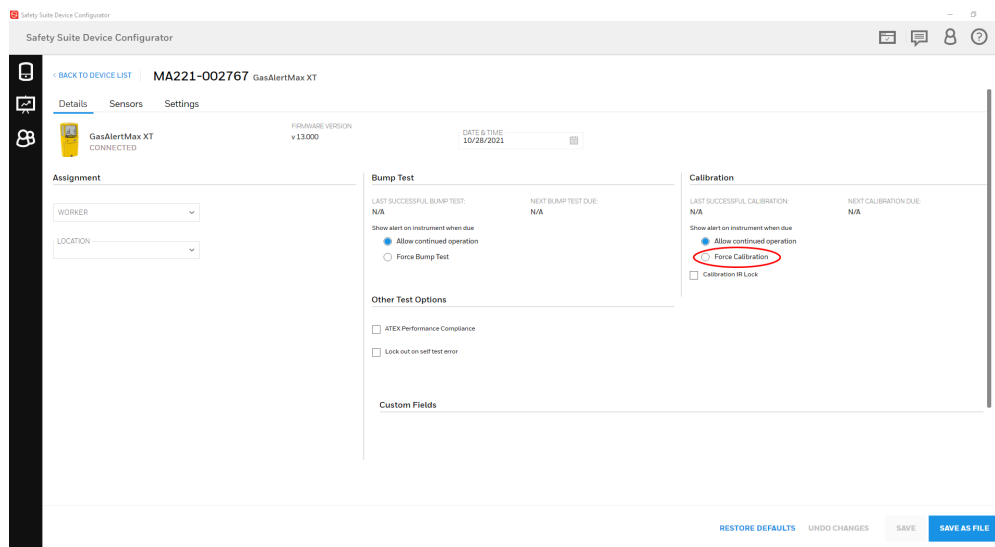 Safety Suite Device Configurator
Safety Suite Device Configurator
< BACK TO DEVICE LIST MA221-002767 GasAlertMax XT
Details Sensors Settings
GasAlertMax XT
CONNECTED
FIRMWARE VERSION
v 13.000
DATE & TIME
10/28/2021
Assignment
WORKER
LOCATION
Bump Test
LAST SUCCESSFUL BUMP TEST: NEXT BUMP TEST DUE:
N/A N/A
Show alert on instrument when due
Allow continued operation
Force Bump Test
Other Test Options
ATEX Performance Compliance
Lock out on self test error
Custom Fields
Calibration
LAST SUCCESSFUL CALIBRATION: NEXT CALIBRATION DUE:
N/A N/A
Show alert on instrument when due
Allow continued operation
Force Calibration
Calibration IR Lock
RESTORE DEFAULTS UNDO CHANGES SAVE SAVE AS FILE